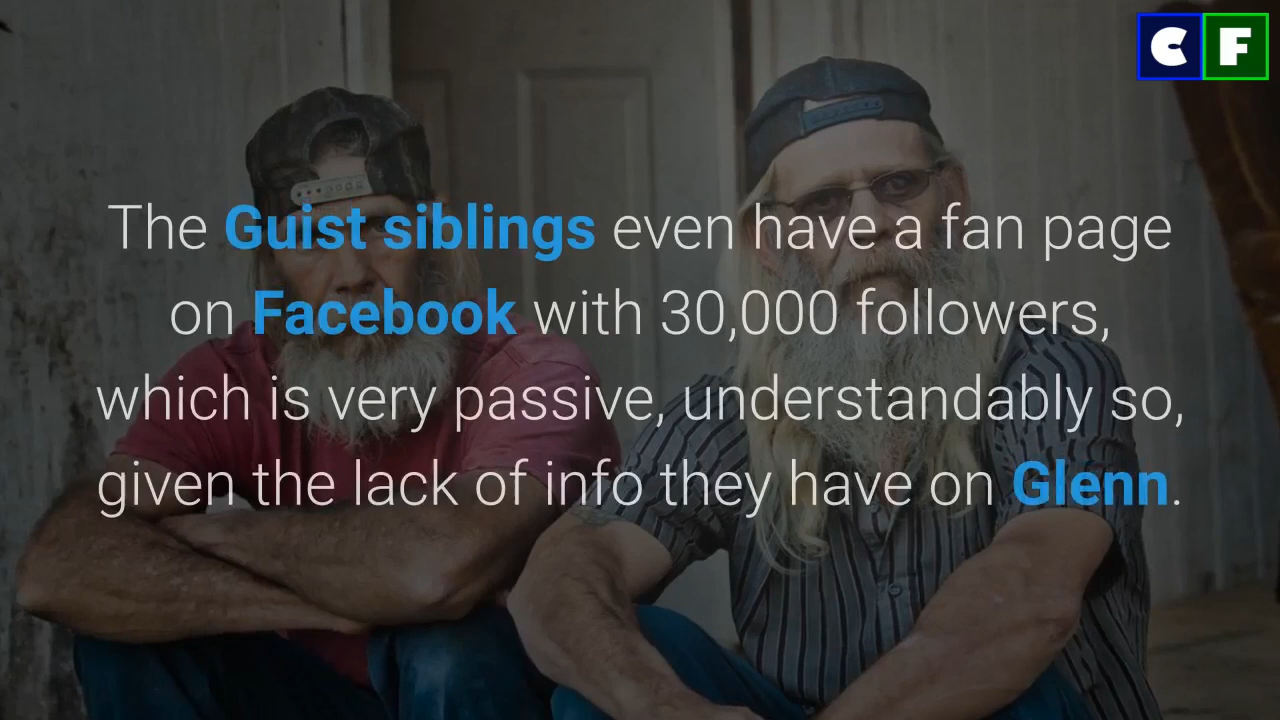 C F
The Guist siblings even have a fan page
on Facebook with 30,000 followers,
which is very passive, understandably so,
given the lack of info they have on Glenn.